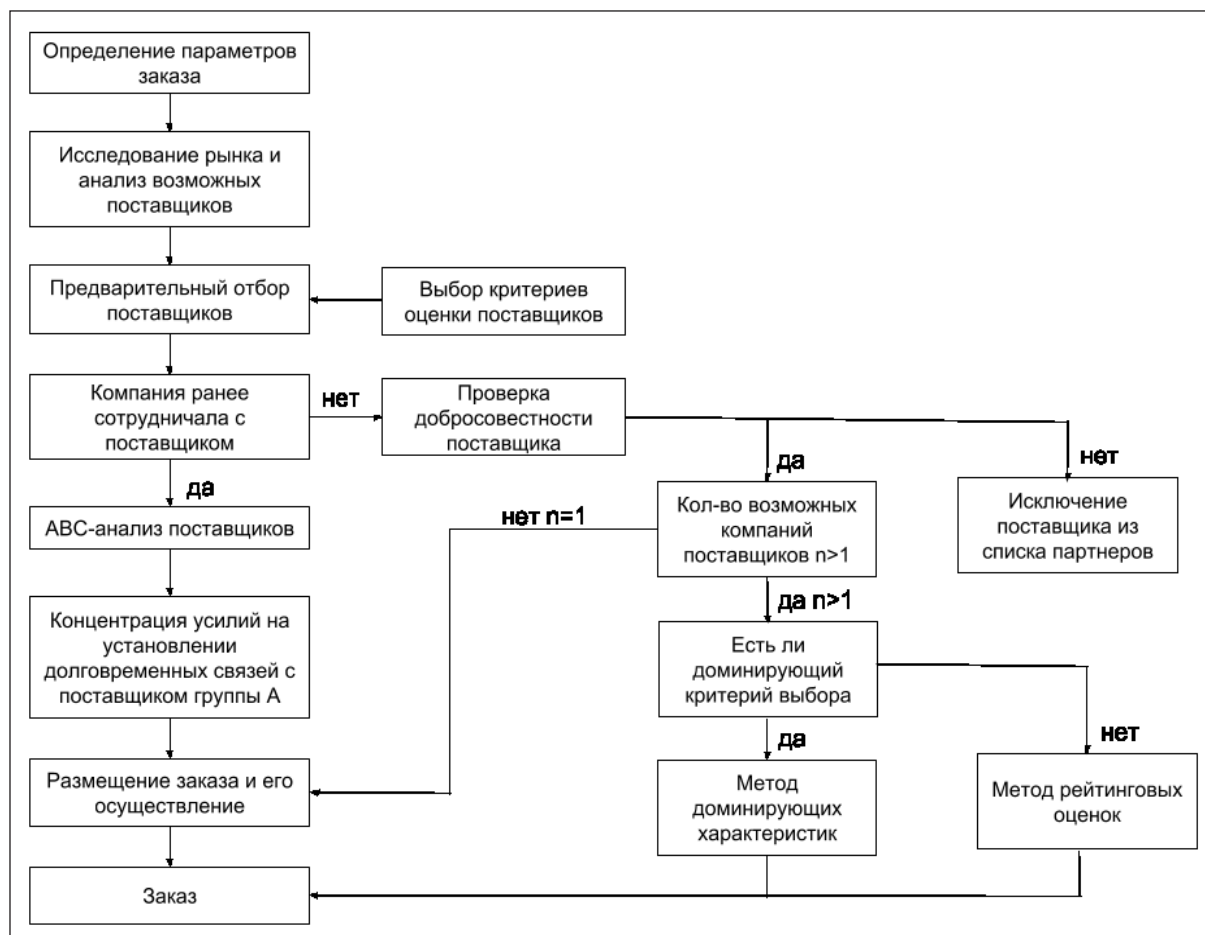 Определение параметров
заказа
Исследование рынка и
анализ возможных
поставщиков
Предварительный отбор
поставщиков
Выбор критериев
оценки поставщиков
Компания ранее
сотрудничала с
поставщиком
нет
Проверка
добросовестности
поставщика
да
нет
да
АВС-анализ поставщиков
нет n=1
Кол-во возможных
компаний
поставщиков n>1
Исключение
поставщика из
списка партнеров
да n>1
Концентрация усилий на
установлении
долговременных связей с
поставщиком группы А
Есть ли
доминирующий
критерий выбора
да
нет
Размещение заказа и его
осуществление
Метод
доминирующих
характеристик
Метод рейтинговых
оценок
Заказ